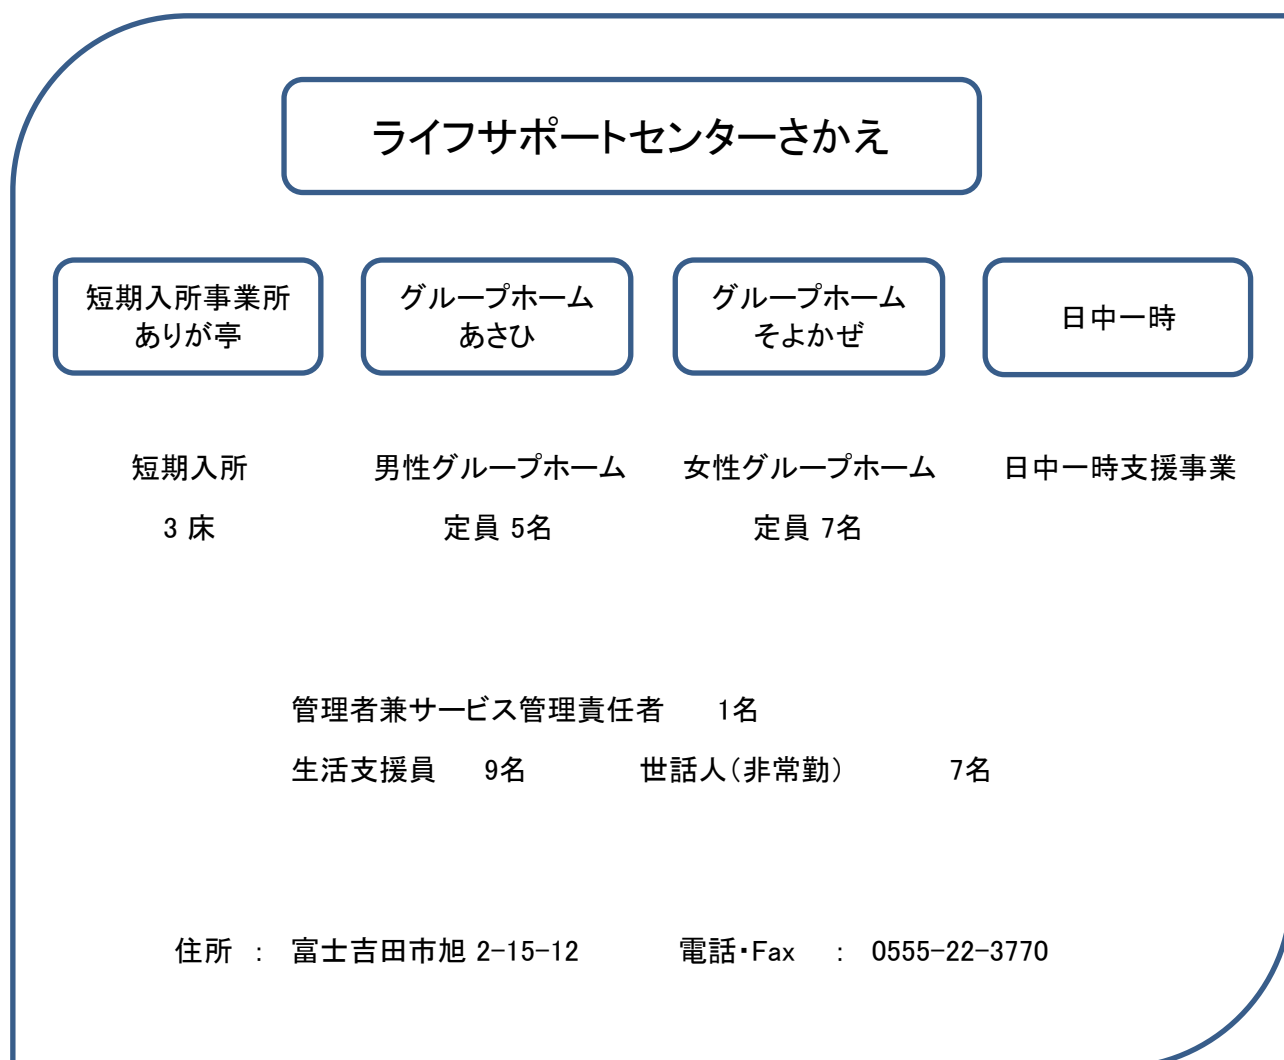 ライフサポートセンターさかえ
短期入所事業所
ありが亭
グループホーム
あさひ
グループホーム
そよかぜ
日中一時
短期入所
3 床
男性グループホーム
定員 5名
女性グループホーム
定員 7名
日中一時支援事業
管理者兼サービス管理責任者 1名
生活支援員 9名 世話人(非常勤) 7名
住所 : 富士吉田市旭 2-15-12 電話・Fax : 0555-22-3770